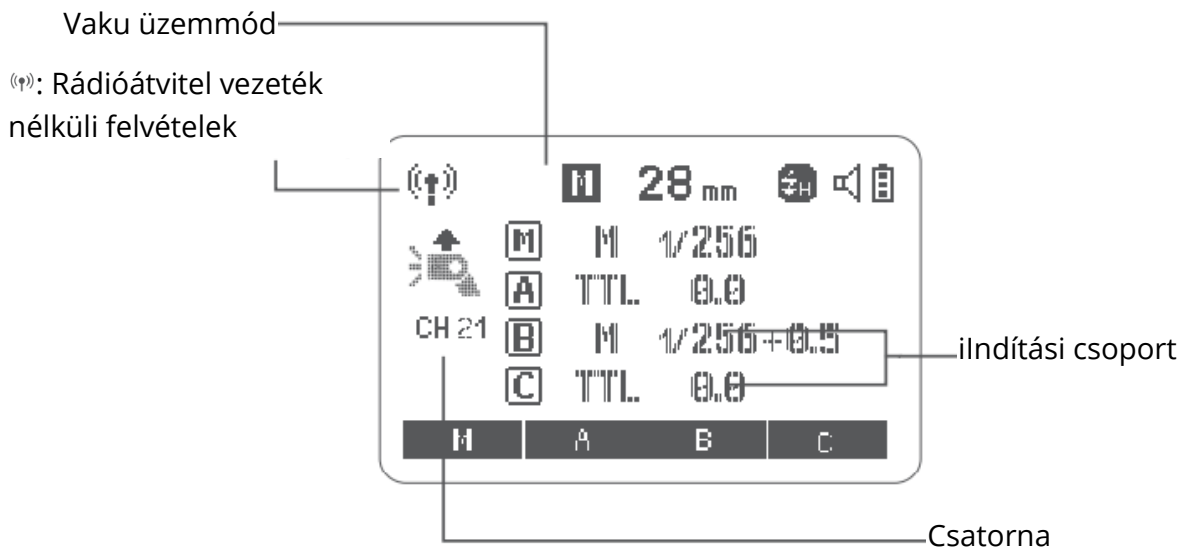 Vaku üzemmód
: Rádióátvitel vezeték
nélküli felvételek
M 28 mm H
M M 1/256
A TTL 0.0
CH 21
B M 1/256+0.5
C TTL 0.0
iIndítási csoport
M A B C
Csatorna